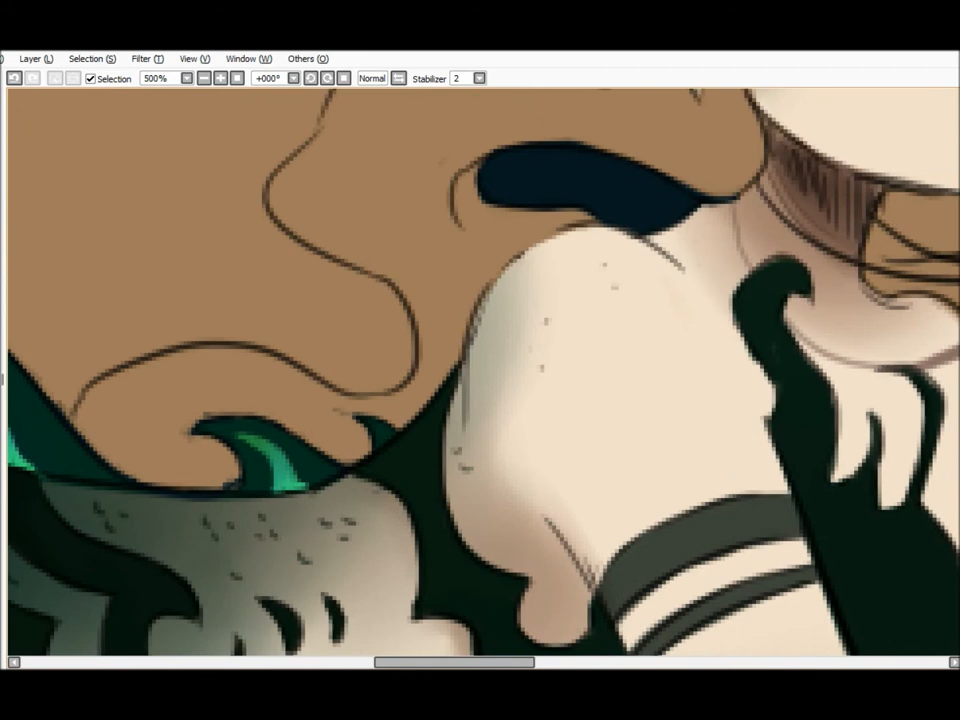 ) Layer (L) Selection (S) Filter (T) View (V) Window (W) Others (O)
Selection 500% +000° Normal Stabilizer 2